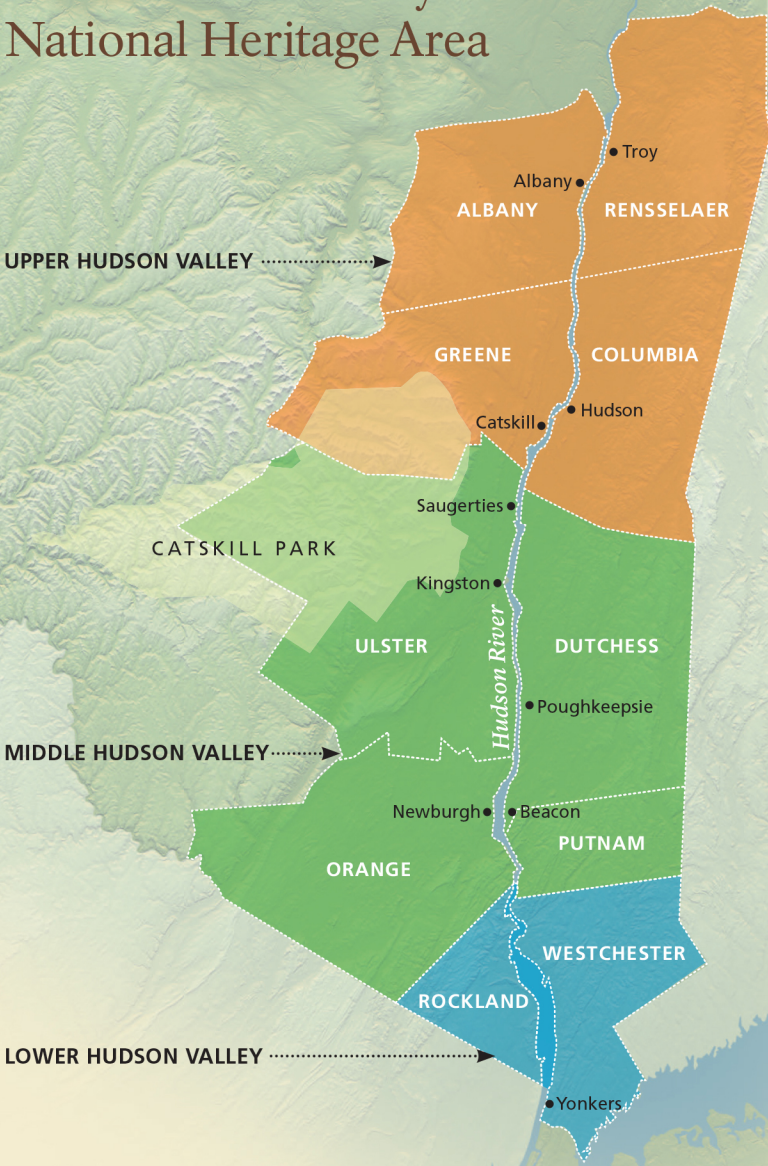 National Heritage Area
Troy
Albany
ALBANY
RENSSELAER
UPPER HUDSON VALLEY
GREENE
COLUMBIA
Hudson
Catskill
Saugerties
CATSKILL PARK
Kingston
Hudson River
ULSTER
DUTCHESS
Poughkeepsie
MIDDLE HUDSON VALLEY
Newburgh
Beacon
PUTNAM
ORANGE
WESTCHESTER
ROCKLAND
LOWER HUDSON VALLEY
Yonkers